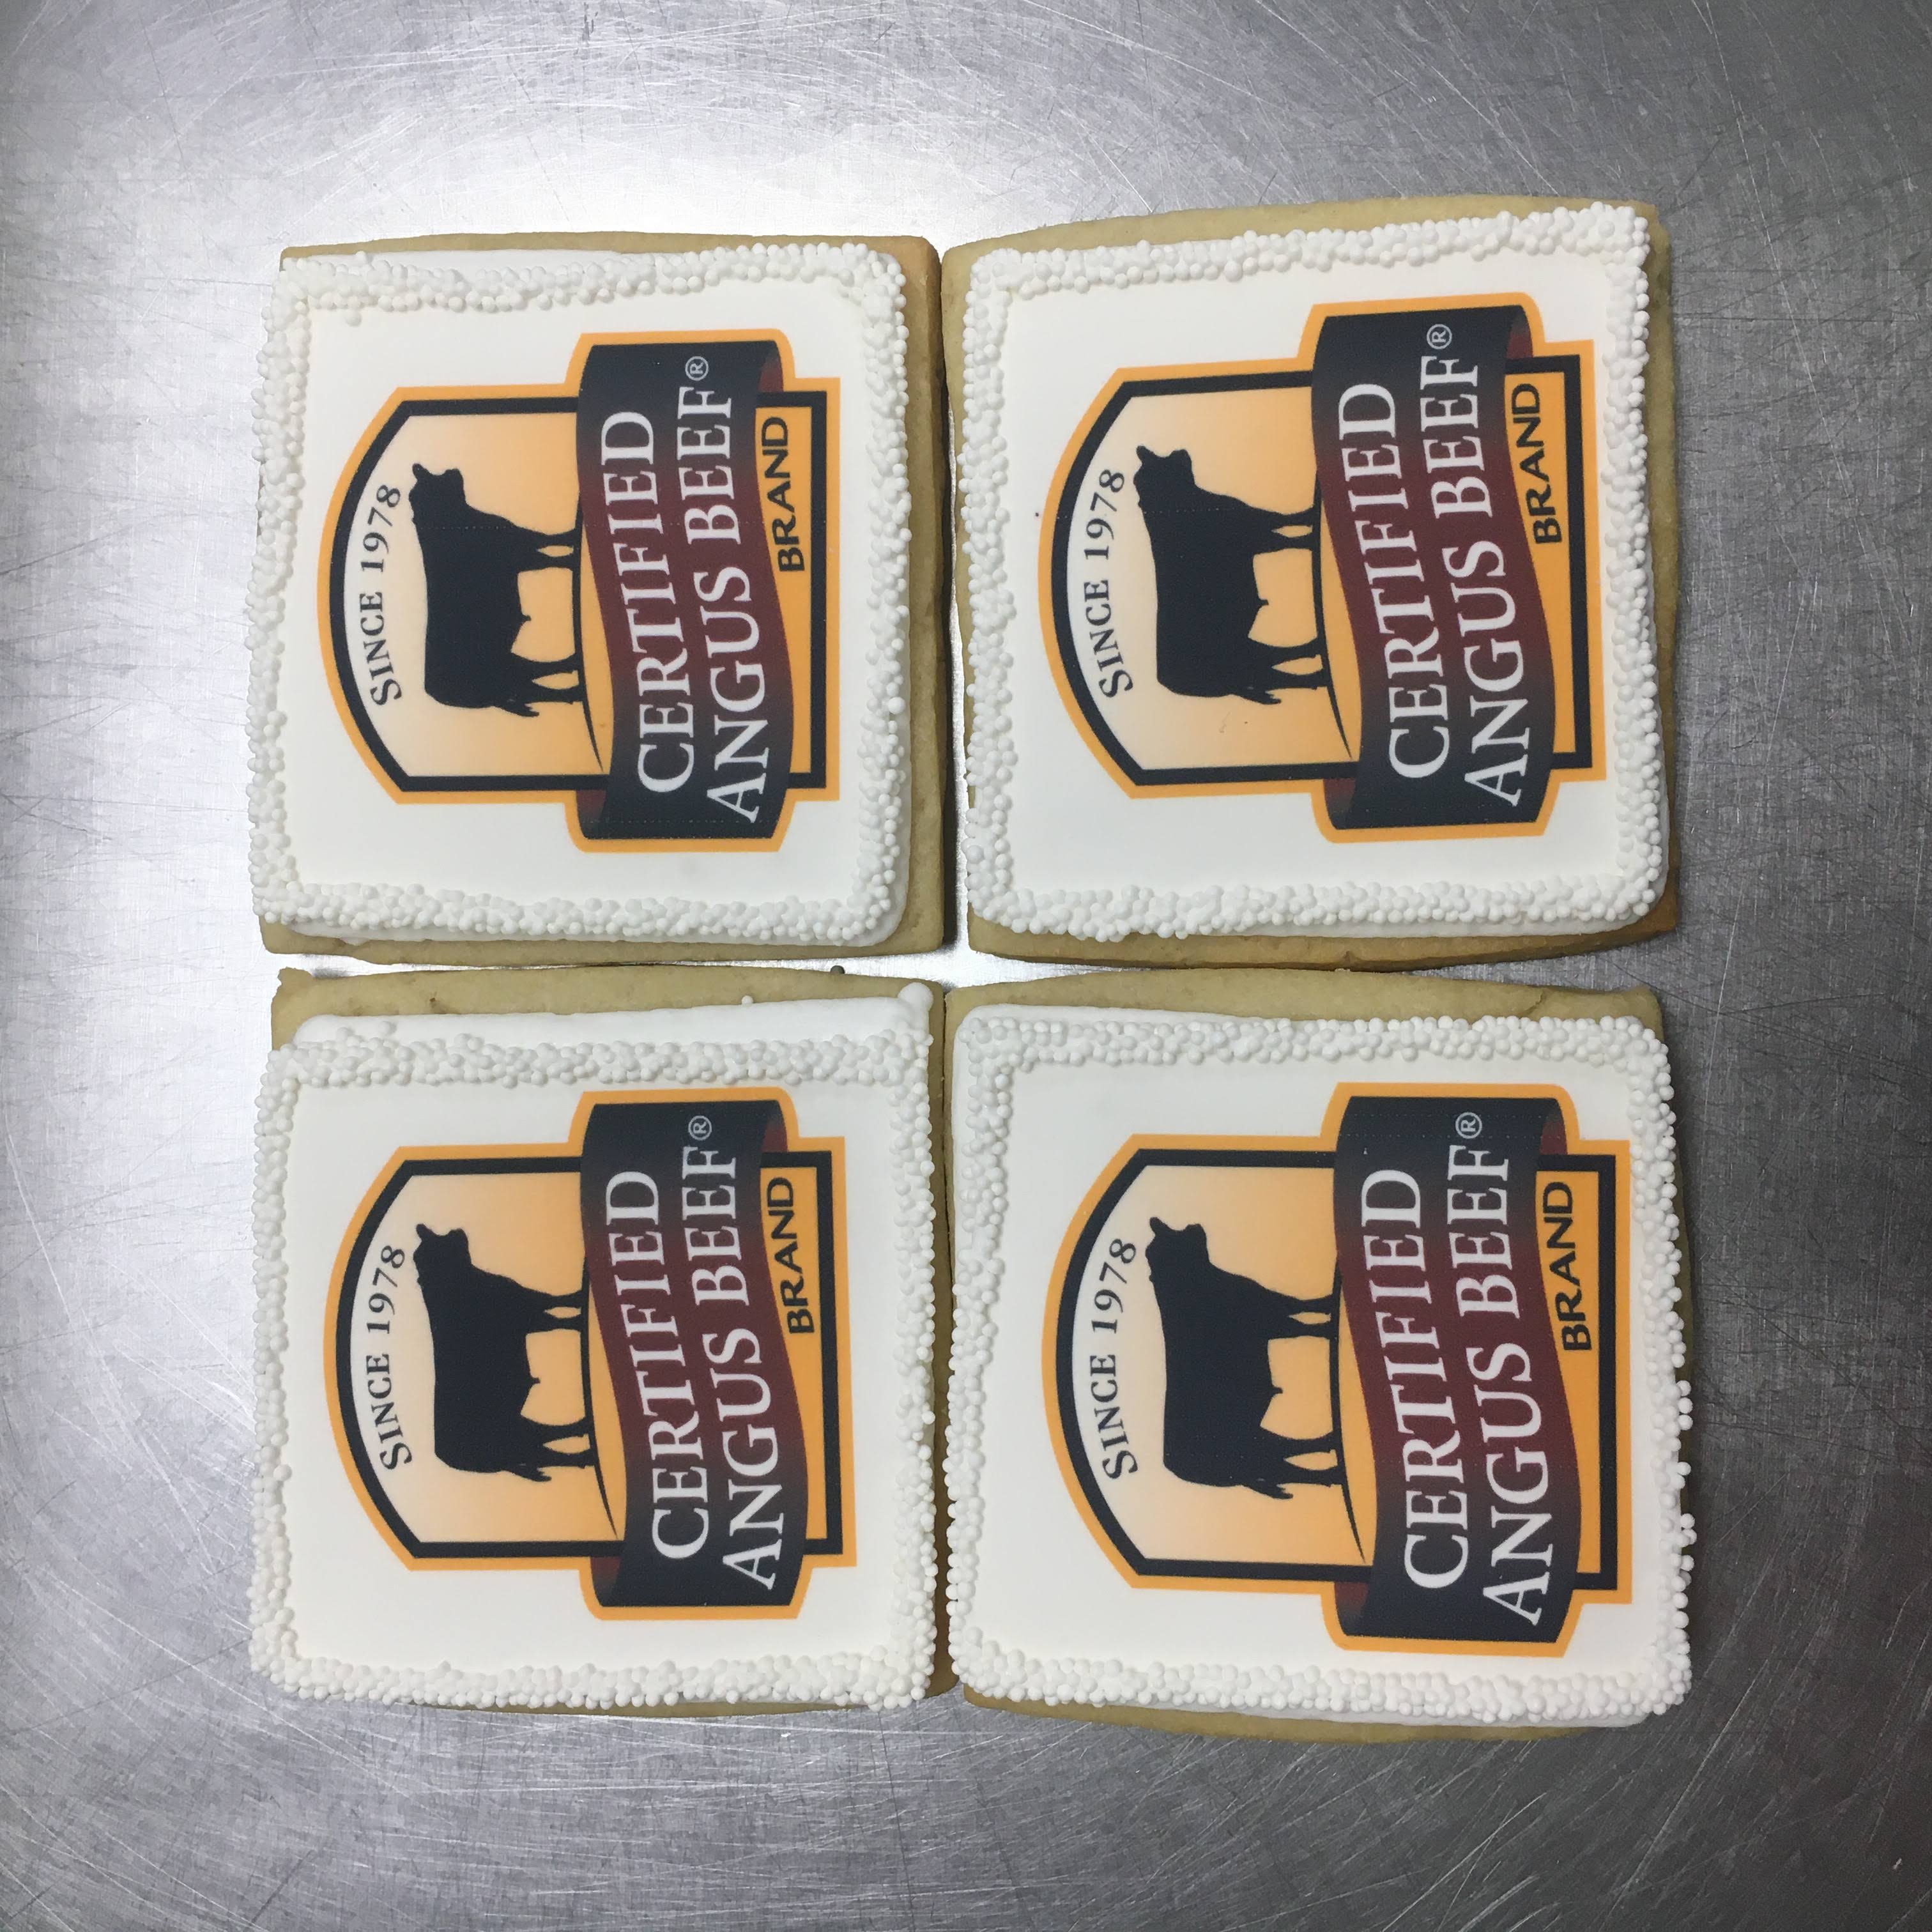 SINCE 1978
CERTIFIED
ANGUS BEEF®
BRAND
SINCE 1978
CERTIFIED
ANGUS BEEF®
BRAND
SINCE 1978
CERTIFIED
ANGUS BEEF®
BRAND
SINCE 1978
CERTIFIED
ANGUS BEEF®
BRAND